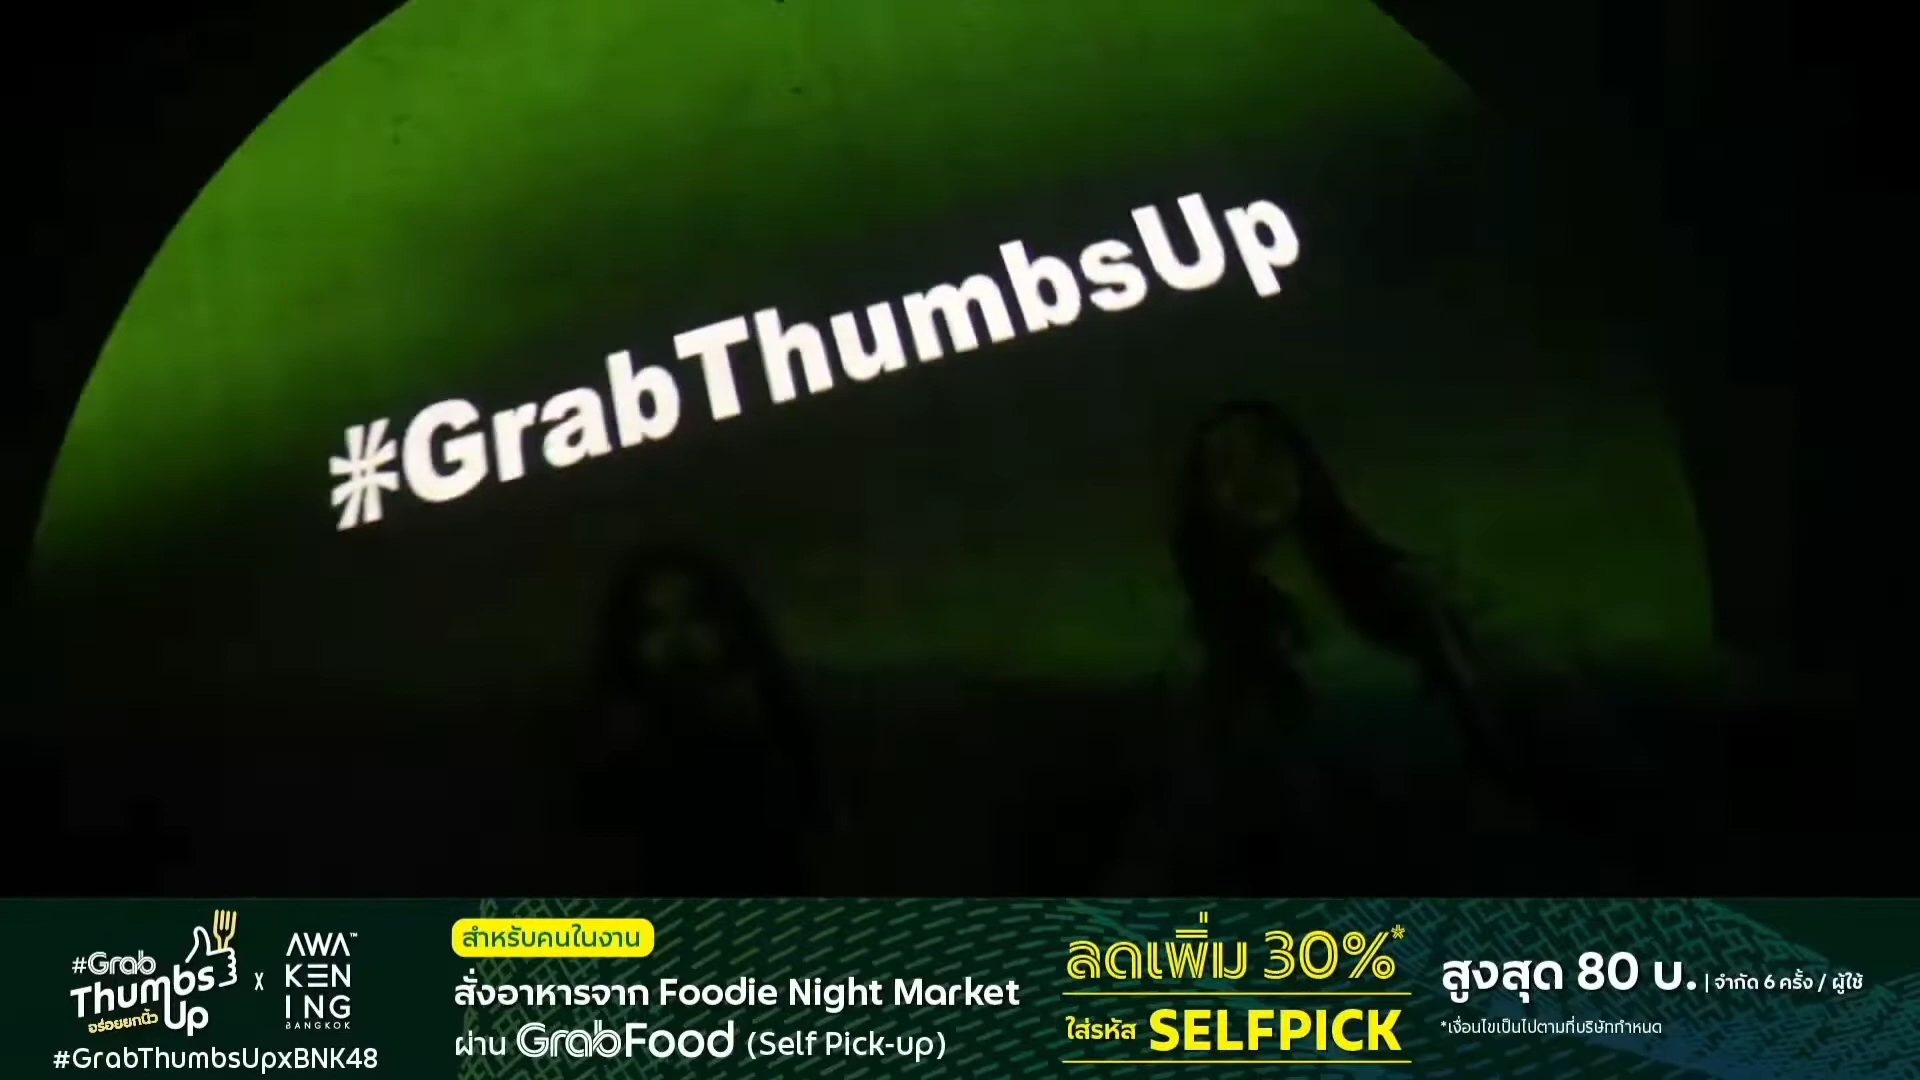 #GrabThumbsUp
#Grab
Thumbs
อร่อยยกนิ้ว Up
x
AWA™
KEN
ING
BANGKOK
#GrabThumbsUpxBNK48
สำหรับคนในงาน
สั่งอาหารจาก Foodie Night Market
ผ่าน GrabFood (Self Pick-up)
ลดเพิ่ม 30%*
ใส่รหัส SELFPICK
สูงสุด 80 บ. | จำกัด 6 ครั้ง / ผู้ใช้
*เงื่อนไขเป็นไปตามที่บริษัทกำหนด